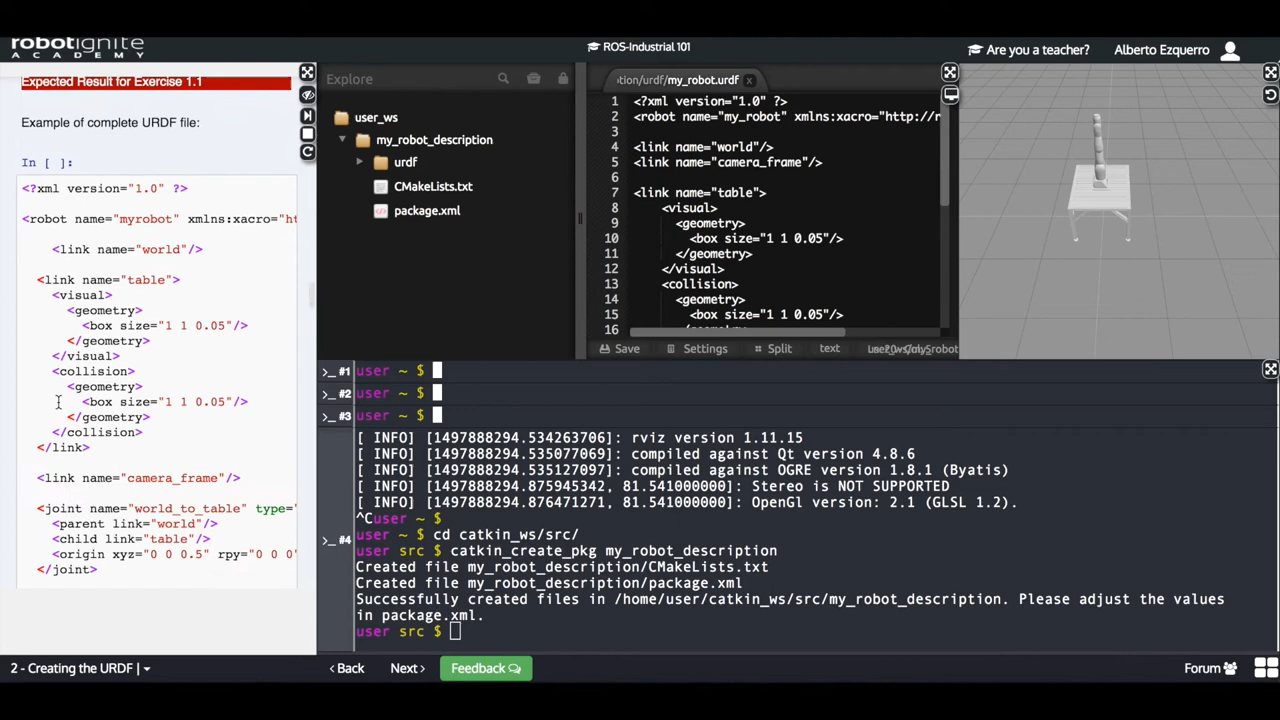 robotignite
ACADEMY
ROS-Industrial 101
Are you a teacher?
Alberto Ezquerro
Expected Result for Exercise 1.1
Example of complete URDF file:
In [ ]:
<?xml version="1.0" ?>
<robot name="myrobot" xmlns:xacro="ht
<link name="world"/>
<link name="table">
<visual>
<geometry>
<box size="1 1 0.05"/>
</geometry>
</visual>
<collision>
<geometry>
<box size="1 1 0.05"/>
</geometry>
</collision>
</link>
<link name="camera_frame"/>
<joint name="world_to_table" type="
<parent link="world"/>
<child link="table"/>
<origin xyz="0 0 0.5" rpy="0 0 0"
</joint>
Explore
user_ws
my_robot_description
urdf
CMakeLists.txt
package.xml
tion/urdf/my_robot.urdf
1 <?xml version="1.0" ?>
2 <robot name="my_robot" xmlns:xacro="http://r
3
4 <link name="world"/>
5 <link name="camera_frame"/>
6
7 <link name="table">
8 <visual>
9 <geometry>
10 <box size="1 1 0.05"/>
11 </geometry>
12 </visual>
13 <collision>
14 <geometry>
15 <box size="1 1 0.05"/>
16 </geometry>
Save
Settings
Split
text
>_ #1 user ~ $
>_ #2 user ~ $
>_ #3 user ~ $
[ INFO] [1497888294.534263706]: rviz version 1.11.15
[ INFO] [1497888294.535077069]: compiled against Qt version 4.8.6
[ INFO] [1497888294.535127097]: compiled against OGRE version 1.8.1 (Byatis)
[ INFO] [1497888294.875945342, 81.541000000]: Stereo is NOT SUPPORTED
[ INFO] [1497888294.876471271, 81.541000000]: OpenGl version: 2.1 (GLSL 1.2).
^Cuser ~ $
user ~ $ cd catkin_ws/src/
>_ #4
user src $ catkin_create_pkg my_robot_description
Created file my_robot_description/CMakeLists.txt
Created file my_robot_description/package.xml
Successfully created files in /home/user/catkin_ws/src/my_robot_description. Please adjust the values
in package.xml.
user src $
2 - Creating the URDF |
Back
Next
Feedback
Forum